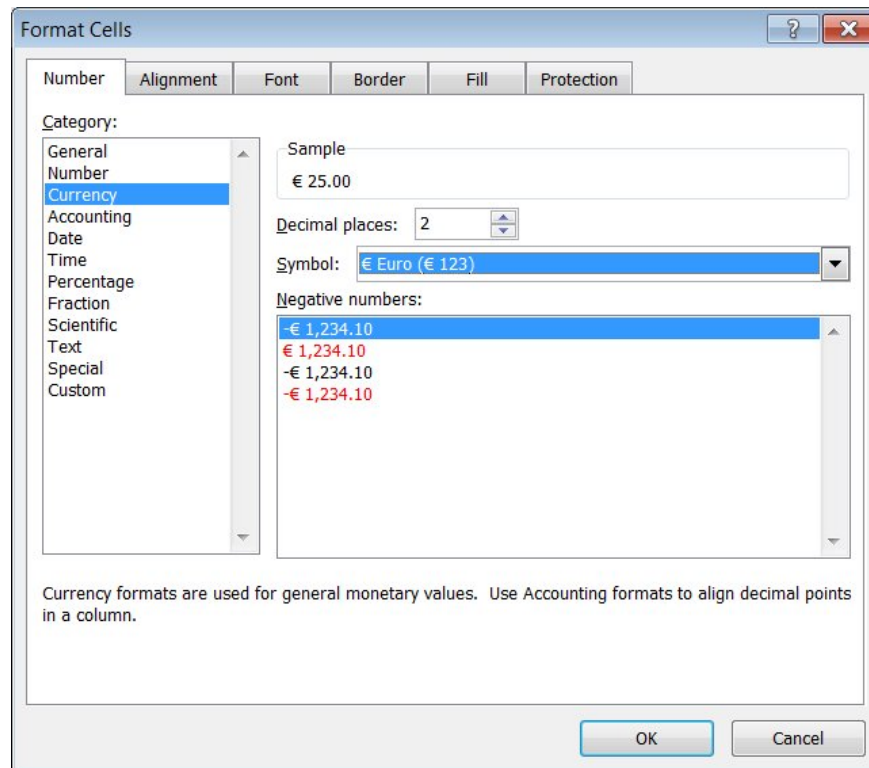 Format Cells
Number Alignment Font Border Fill Protection
Category:
General
Number
Currency
Accounting
Date
Time
Percentage
Fraction
Scientific
Text
Special
Custom
Sample
€ 25.00
Decimal places: 2
Symbol: € Euro (€ 123)
Negative numbers:
-€ 1,234.10
€ 1,234.10
-€ 1,234.10
-€ 1,234.10
Currency formats are used for general monetary values.  Use Accounting formats to align decimal points
in a column.
OK Cancel